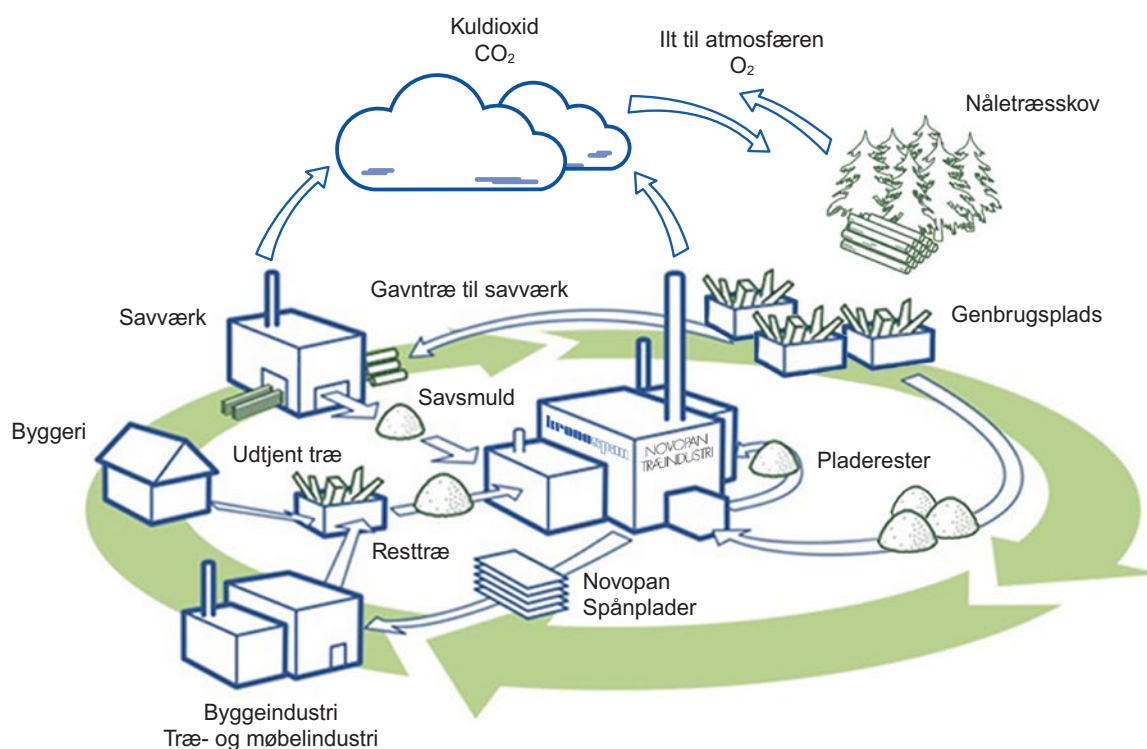 Kuldioxid
CO₂
Ilt til atmosfæren
O₂
Nåletræsskov
Gavntræ til savværk
Savværk
Genbrugsplads
Savsmuld
Byggeri
kronospan
NOVOPAN
TRÆINDUSTRI
Udtjent træ
Pladerester
Resttræ
Novopan
Spånplader
Byggeindustri
Træ- og møbelindustri